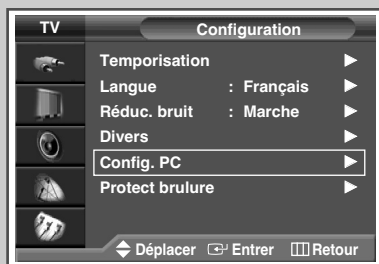 TV Configuration
Temporisation
Langue : Français
Réduc. bruit : Marche
Divers
Config. PC
Protect brulure
Déplacer Entrer Retour